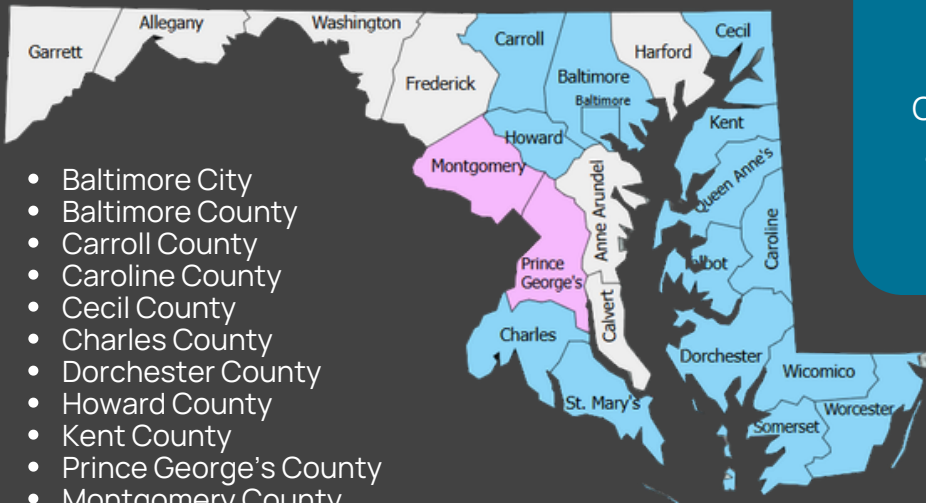 Garrett
Allegany
Washington
Frederick
Carroll
Baltimore
Baltimore
Harford
Cecil
Howard
Montgomery
Kent
Queen Anne's
Anne Arundel
Caroline
Prince
George's
Calvert
Charles
St. Mary's
Dorchester
Wicomico
Worcester
Somerset
• Baltimore City
• Baltimore County
• Carroll County
• Caroline County
• Cecil County
• Charles County
• Dorchester County
• Howard County
• Kent County
• Prince George's County
• Montgomery County